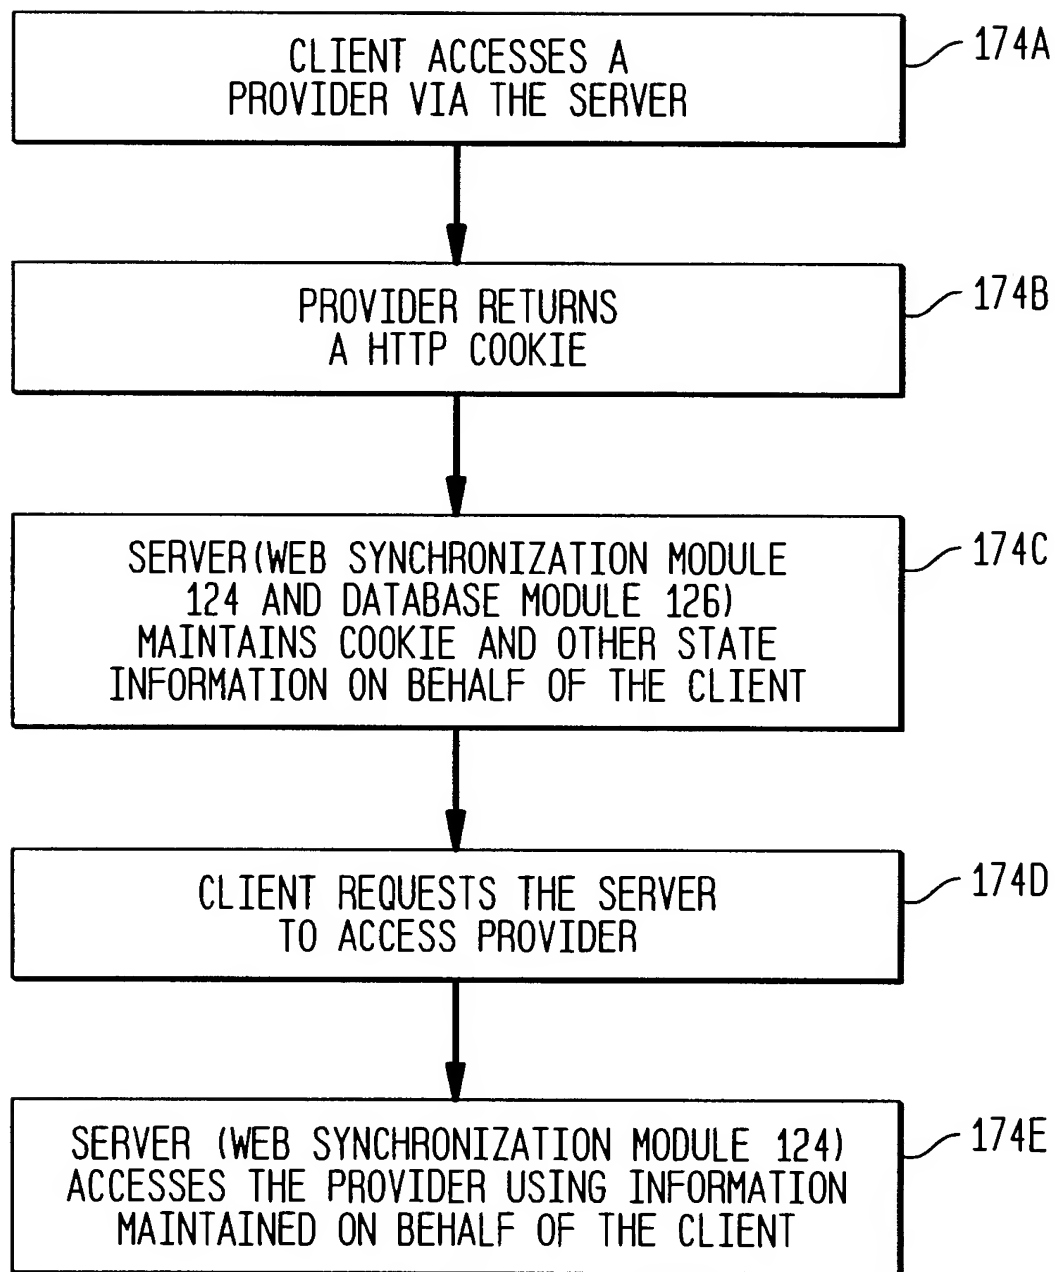 CLIENT ACCESSES A
PROVIDER VIA THE SERVER
174A
PROVIDER RETURNS
A HTTP COOKIE
174B
SERVER(WEB SYNCHRONIZATION MODULE
124 AND DATABASE MODULE 126)
MAINTAINS COOKIE AND OTHER STATE
INFORMATION ON BEHALF OF THE CLIENT
174C
CLIENT REQUESTS THE SERVER
TO ACCESS PROVIDER
174D
SERVER (WEB SYNCHRONIZATION MODULE 124)
ACCESSES THE PROVIDER USING INFORMATION
MAINTAINED ON BEHALF OF THE CLIENT
174E